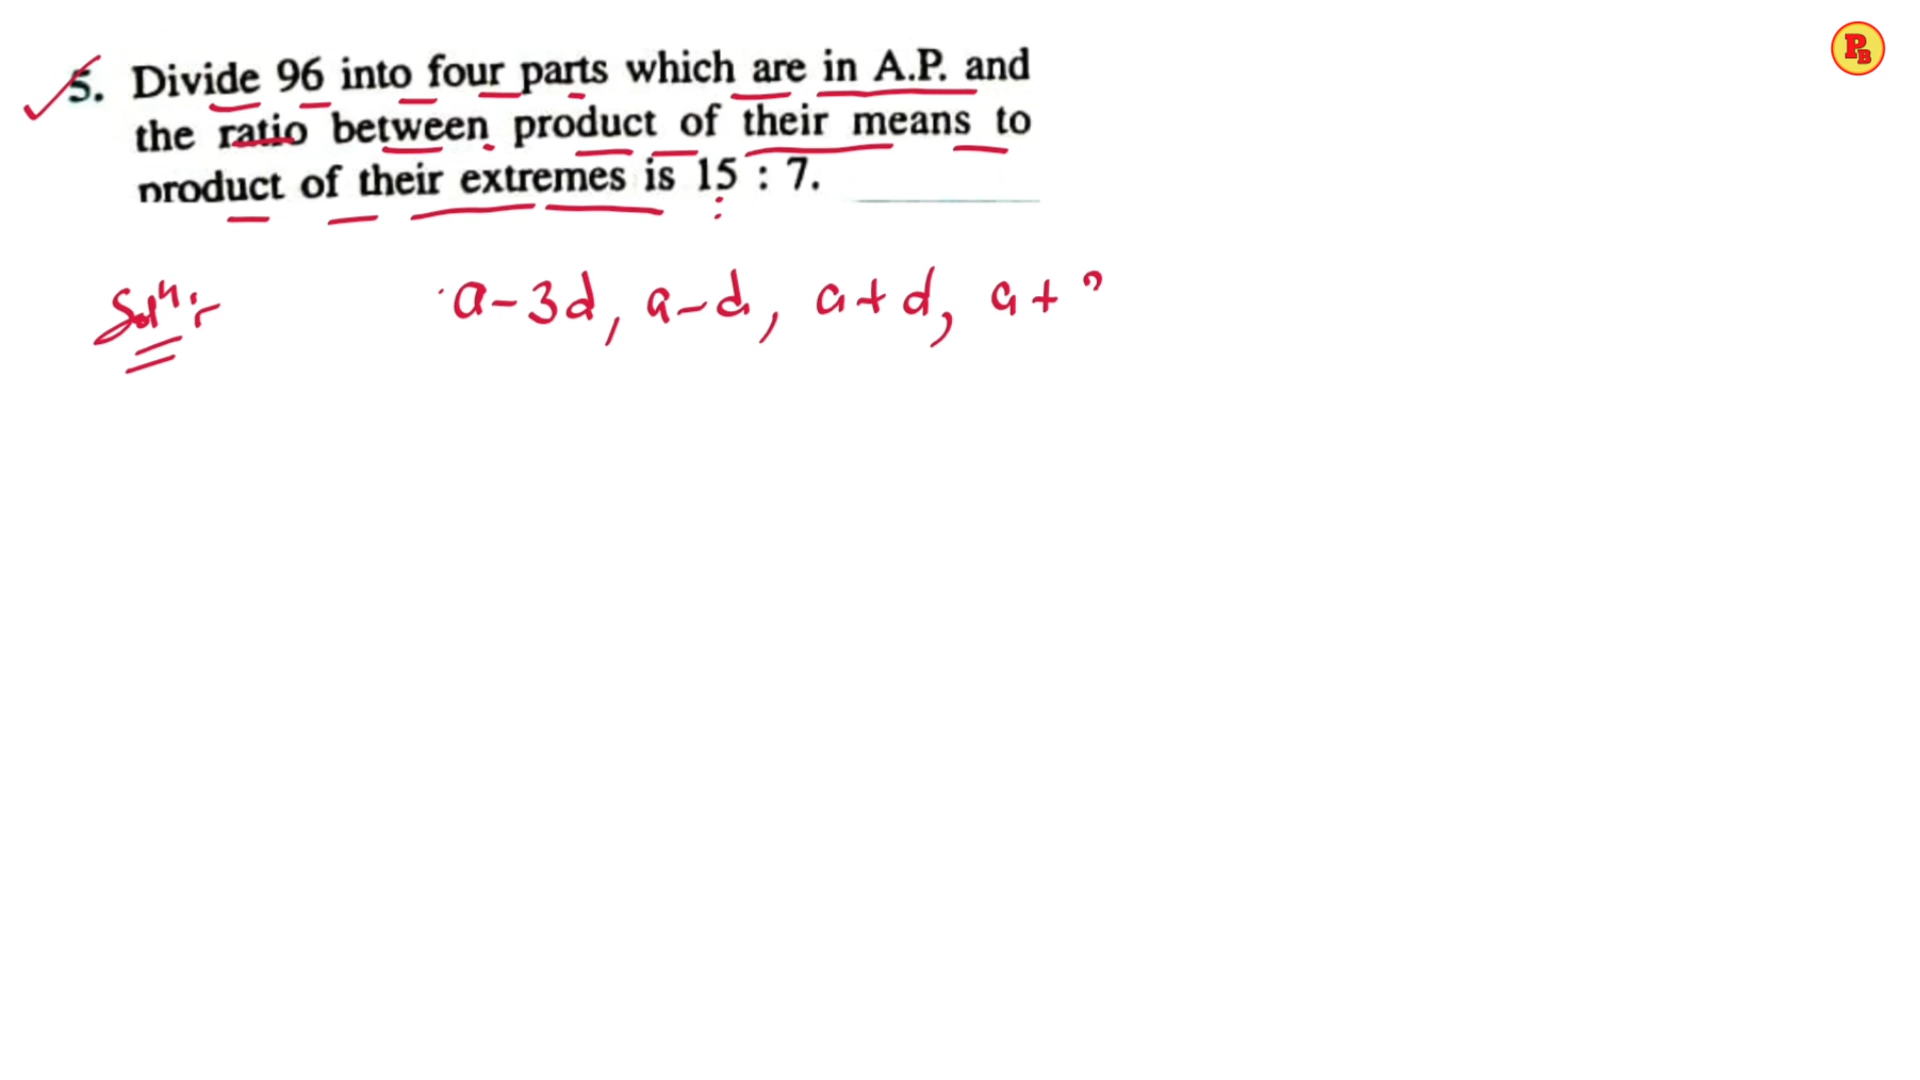 5. Divide 96 into four parts which are in A.P. and
the ratio between product of their means to
product of their extremes is 15 : 7.
Solⁿ:-
a-3d, a-d, a+d, a+
PB